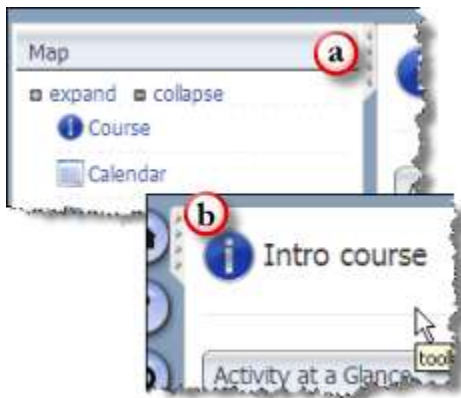 Map
a
expand collapse
Course
Calendar
b
Intro course
Activity at a Glance